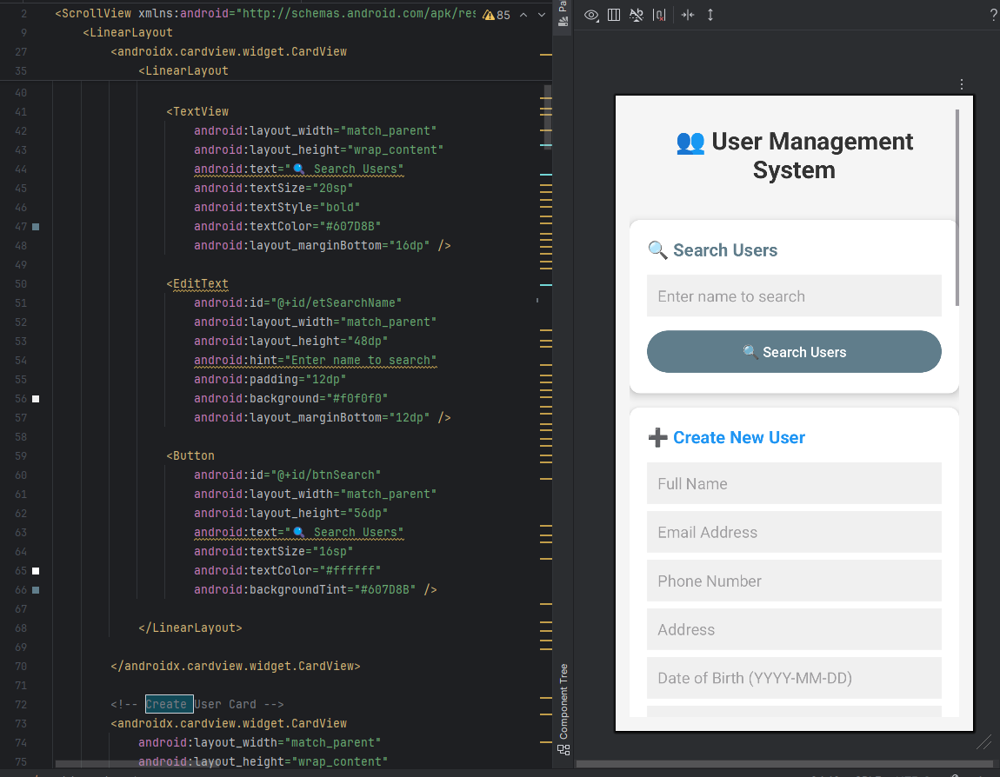 2 <ScrollView xmlns:android="http://schemas.android.com/apk/res
9 <LinearLayout
27 <androidx.cardview.widget.CardView
35 <LinearLayout
85
40
41 <TextView
42 android:layout_width="match_parent"
43 android:layout_height="wrap_content"
44 android:text="🔍 Search Users"
45 android:textSize="20sp"
46 android:textStyle="bold"
47 android:textColor="#607D8B"
48 android:layout_marginBottom="16dp" />
49
50 <EditText
51 android:id="@+id/etSearchName"
52 android:layout_width="match_parent"
53 android:layout_height="48dp"
54 android:hint="Enter name to search"
55 android:padding="12dp"
56 android:background="#f0f0f0"
57 android:layout_marginBottom="12dp" />
58
59 <Button
60 android:id="@+id/btnSearch"
61 android:layout_width="match_parent"
62 android:layout_height="56dp"
63 android:text="🔍 Search Users"
64 android:textSize="16sp"
65 android:textColor="#ffffff"
66 android:backgroundTint="#607D8B" />
67
68 </LinearLayout>
69
70 </androidx.cardview.widget.CardView>
71
72 <!-- Create User Card -->
73 <androidx.cardview.widget.CardView
74 android:layout_width="match_parent"
75 android:layout_height="wrap_content"
Pa
Component Tree
?
👥 User Management
System
🔍 Search Users
Enter name to search
🔍 Search Users
➕ Create New User
Full Name
Email Address
Phone Number
Address
Date of Birth (YYYY-MM-DD)